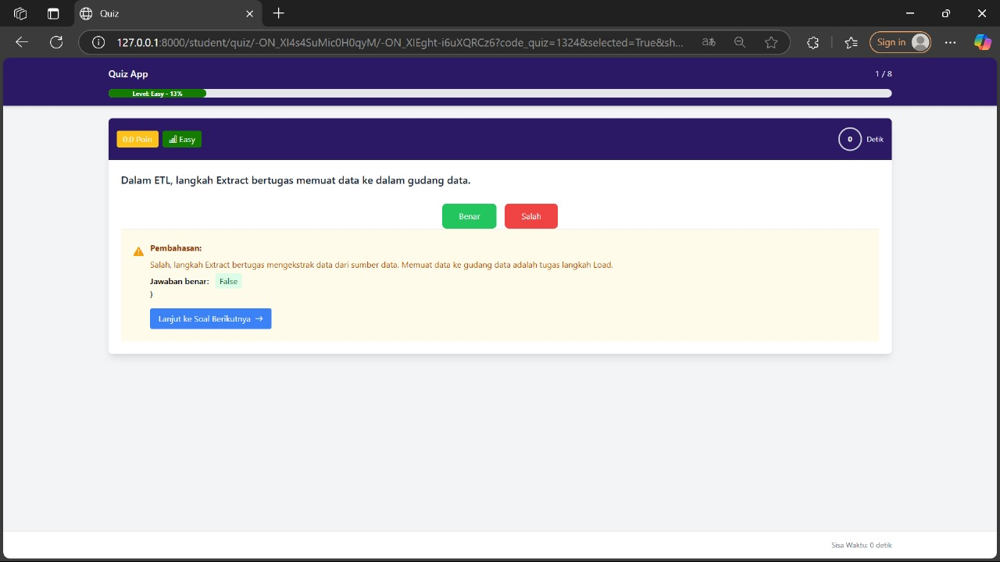 Quiz
127.0.0.1:8000/student/quiz/-ON_XI4s4SuMic0H0qyM/-ON_XIEght-i6uXQRCz6?code_quiz=1324&selected=True&sh...
Sign in
Quiz App
1 / 8
Level: Easy - 13%
0.0 Poin
Easy
0
Detik
Dalam ETL, langkah Extract bertugas memuat data ke dalam gudang data.
Benar
Salah
Pembahasan:
Salah, langkah Extract bertugas mengekstrak data dari sumber data. Memuat data ke gudang data adalah tugas langkah Load.
Jawaban benar: False
)
Lanjut ke Soal Berikutnya →
Sisa Waktu: 0 detik